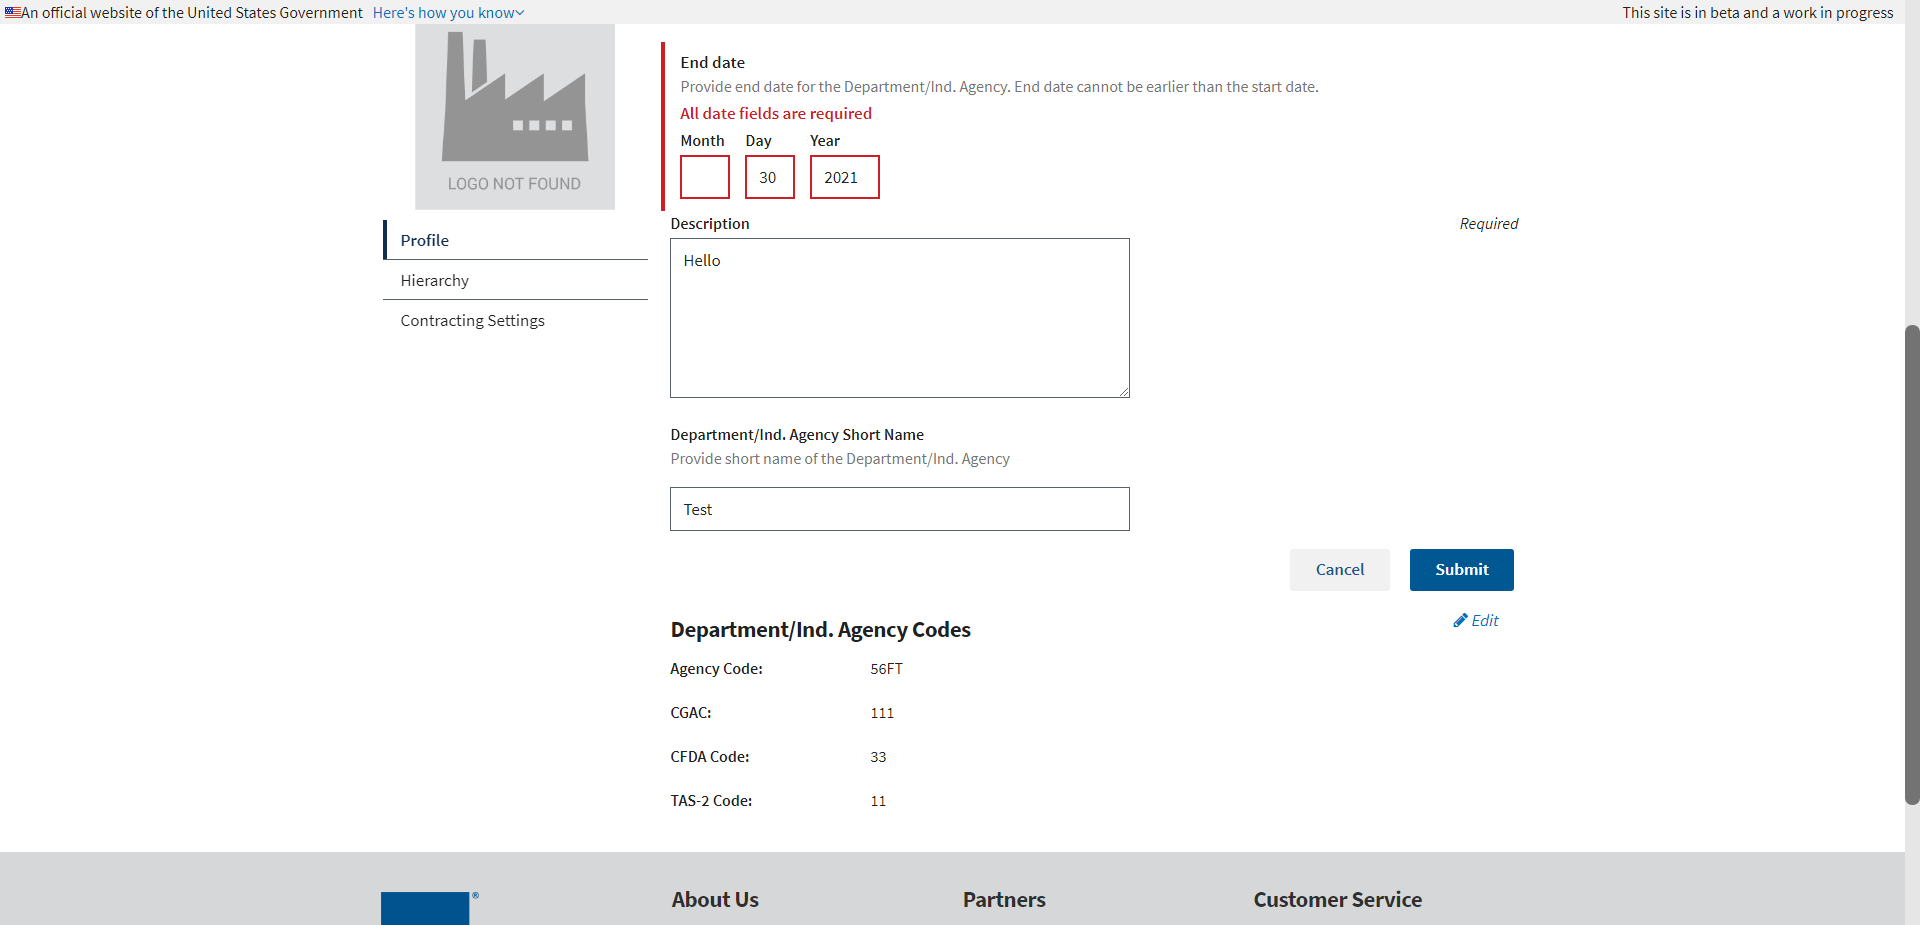 An official website of the United States Government Here's how you know
This site is in beta and a work in progress
LOGO NOT FOUND
Profile
Hierarchy
Contracting Settings
End date
Provide end date for the Department/Ind. Agency. End date cannot be earlier than the start date.
All date fields are required
Month Day Year
30 2021
Description Required
Hello
Department/Ind. Agency Short Name
Provide short name of the Department/Ind. Agency
Test
Cancel Submit
Department/Ind. Agency Codes Edit
Agency Code: 56FT
CGAC: 111
CFDA Code: 33
TAS-2 Code: 11
®
About Us Partners Customer Service